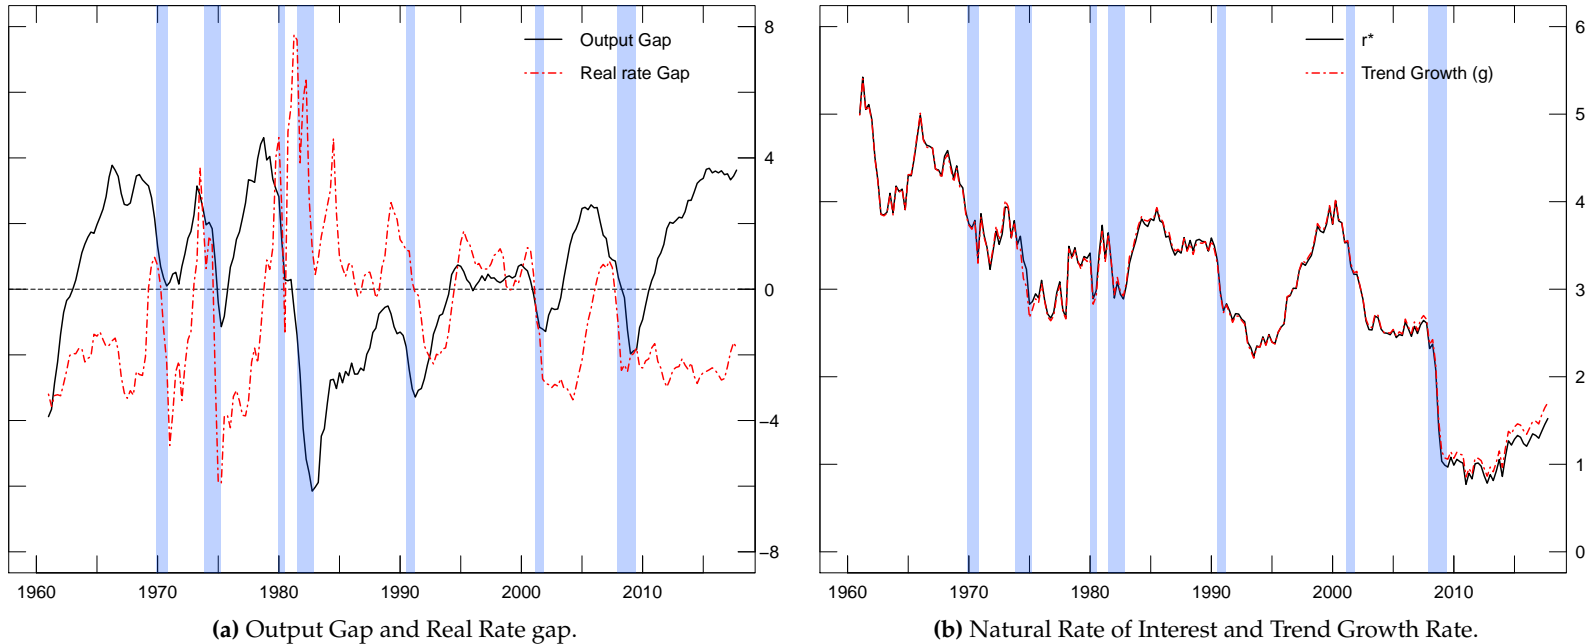 8
4
0
−4
−8
Output Gap
Real rate Gap
1960 1970 1980 1990 2000 2010
(a) Output Gap and Real Rate gap.
6
5
4
3
2
1
0
r*
Trend Growth (g)
1960 1970 1980 1990 2000 2010
(b) Natural Rate of Interest and Trend Growth Rate.